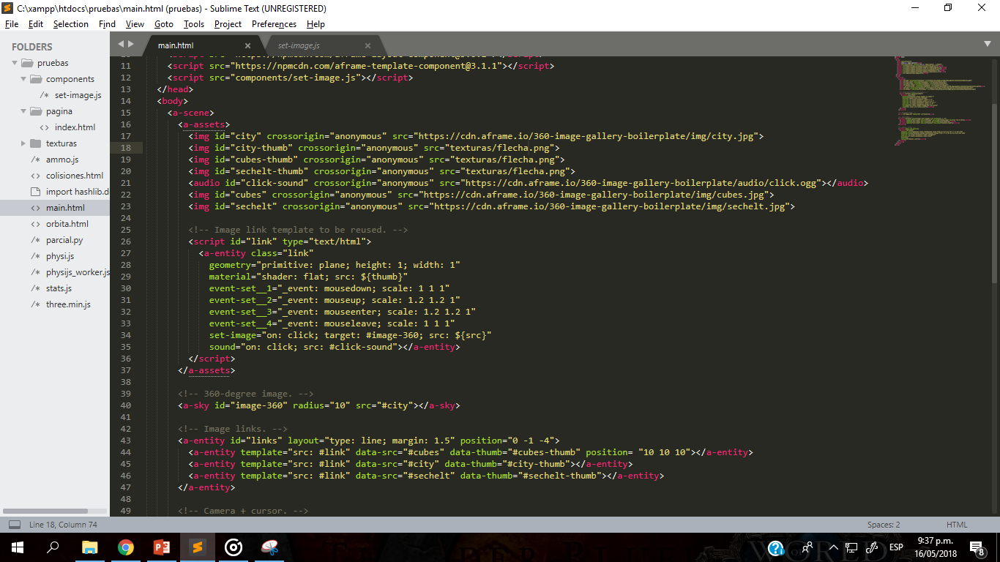 C:\xampp\htdocs\pruebas\main.html (pruebas) - Sublime Text (UNREGISTERED)
File Edit Selection Find View Goto Tools Project Preferences Help
FOLDERS
pruebas
components
/* set-image.js
pagina
<> index.html
texturas
/* ammo.js
<> colisiones.html
import hashlib.d
<> main.html
<> orbita.html
/* parcial.py
/* physi.js
/* physijs_worker.js
/* stats.js
/* three.min.js
main.html set-image.js
11 <script src="https://npmcdn.com/aframe-template-component@3.1.1"></script>
12 <script src="components/set-image.js"></script>
13 </head>
14 <body>
15 <a-scene>
16 <a-assets>
17 <img id="city" crossorigin="anonymous" src="https://cdn.aframe.io/360-image-gallery-boilerplate/img/city.jpg">
18 <img id="city-thumb" crossorigin="anonymous" src="texturas/flecha.png">
19 <img id="cubes-thumb" crossorigin="anonymous" src="texturas/flecha.png">
20 <img id="sechelt-thumb" crossorigin="anonymous" src="texturas/flecha.png">
21 <audio id="click-sound" crossorigin="anonymous" src="https://cdn.aframe.io/360-image-gallery-boilerplate/audio/click.ogg"></audio>
22 <img id="cubes" crossorigin="anonymous" src="https://cdn.aframe.io/360-image-gallery-boilerplate/img/cubes.jpg">
23 <img id="sechelt" crossorigin="anonymous" src="https://cdn.aframe.io/360-image-gallery-boilerplate/img/sechelt.jpg">
24
25 <!-- Image link template to be reused. -->
26 <script id="link" type="text/html">
27 <a-entity class="link"
28 geometry="primitive: plane; height: 1; width: 1"
29 material="shader: flat; src: ${thumb}"
30 event-set__1="_event: mousedown; scale: 1 1 1"
31 event-set__2="_event: mouseup; scale: 1.2 1.2 1"
32 event-set__3="_event: mouseenter; scale: 1.2 1.2 1"
33 event-set__4="_event: mouseleave; scale: 1 1 1"
34 set-image="on: click; target: #image-360; src: ${src}"
35 sound="on: click; src: #click-sound"></a-entity>
36 </script>
37 </a-assets>
38
39 <!-- 360-degree image. -->
40 <a-sky id="image-360" radius="10" src="#city"></a-sky>
41
42 <!-- Image links. -->
43 <a-entity id="links" layout="type: line; margin: 1.5" position="0 -1 -4">
44 <a-entity template="src: #link" data-src="#cubes" data-thumb="#cubes-thumb" position= "10 10 10"></a-entity>
45 <a-entity template="src: #link" data-src="#city" data-thumb="#city-thumb"></a-entity>
46 <a-entity template="src: #link" data-src="#sechelt" data-thumb="#sechelt-thumb"></a-entity>
47 </a-entity>
48
49 <!-- Camera + cursor. -->
Line 18, Column 74 Spaces: 2 HTML
ESP
9:37 p.m.
16/05/2018
8